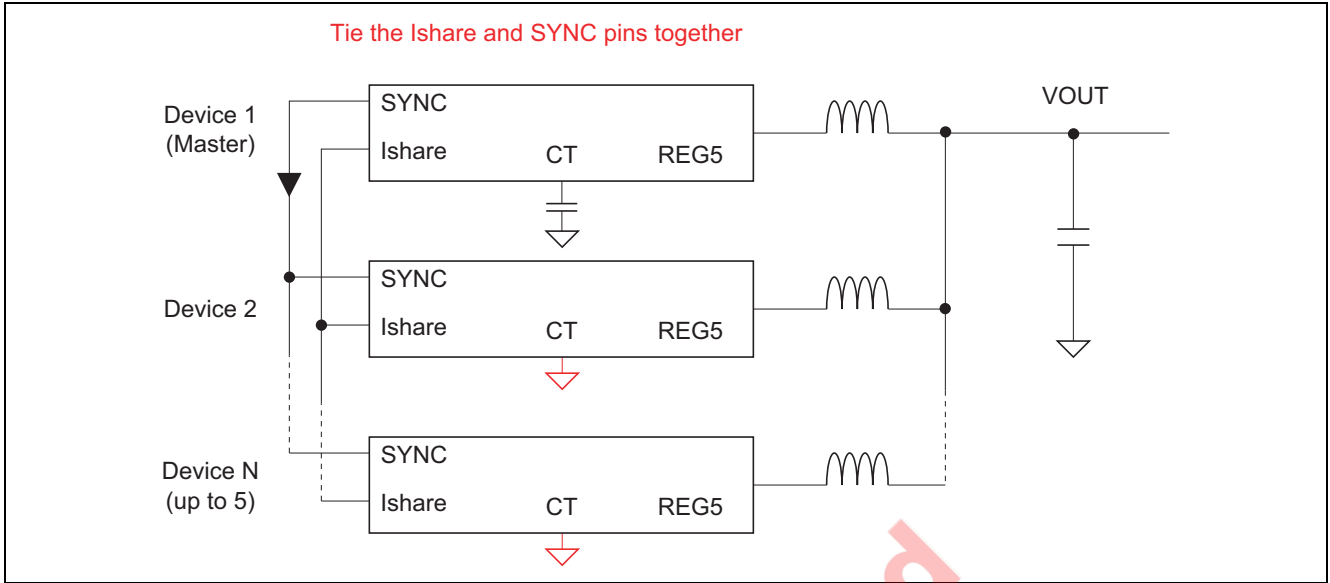 Tie the Ishare and SYNC pins together
Device 1
(Master)
SYNC
Ishare
CT
REG5
VOUT
Device 2
SYNC
Ishare
CT
REG5
Device N
(up to 5)
SYNC
Ishare
CT
REG5